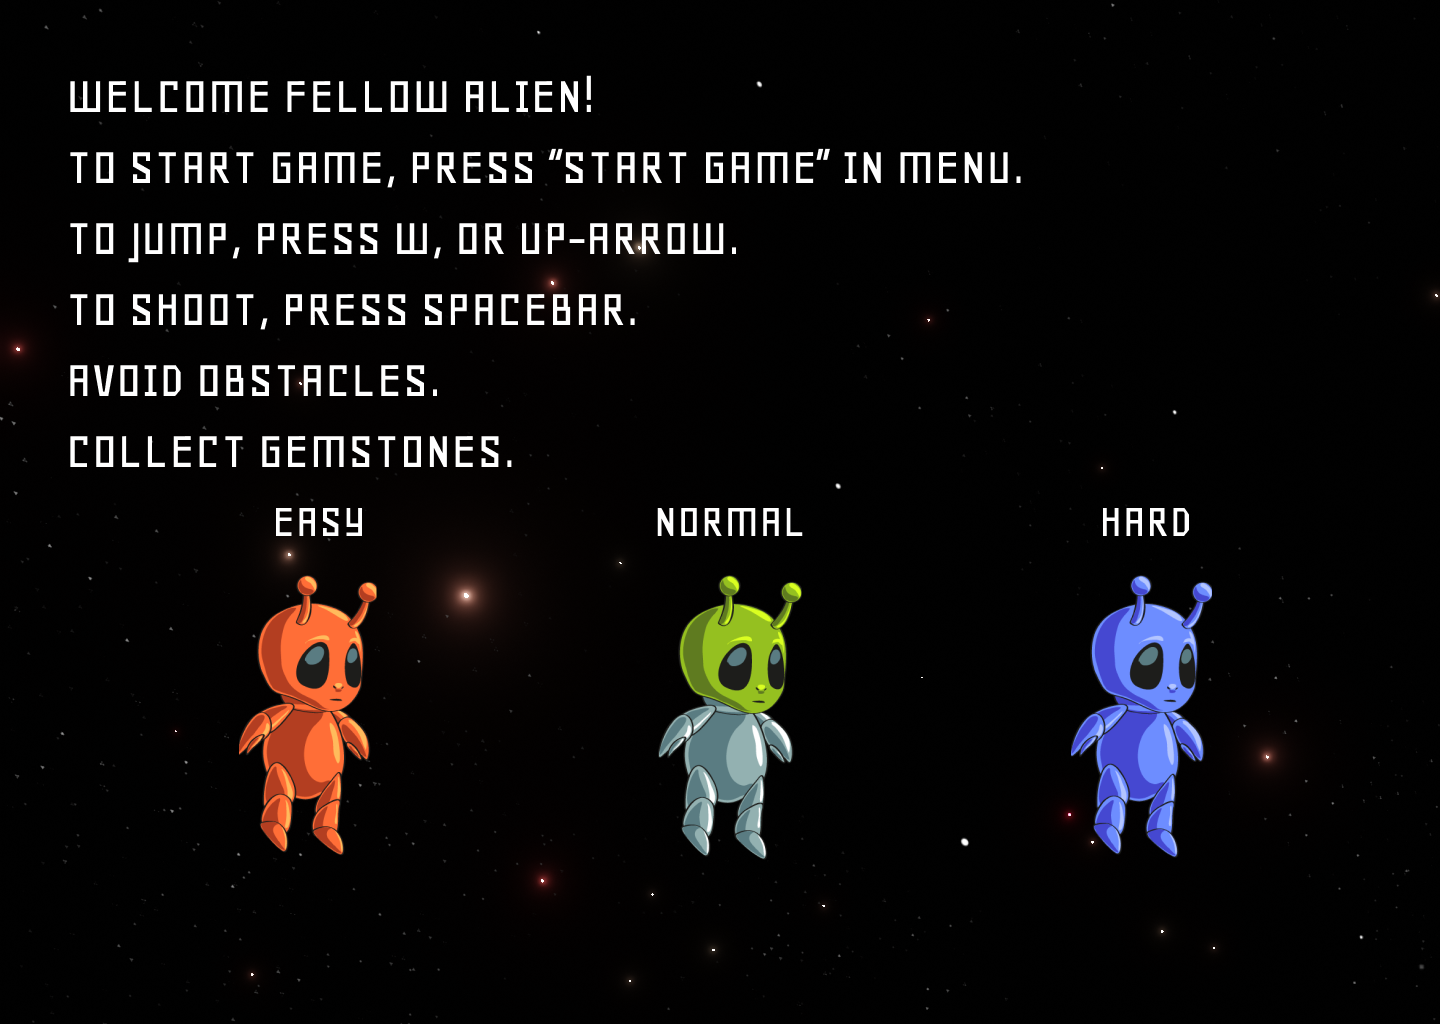 WELCOME FELLOW ALIEN!
TO START GAME, PRESS "START GAME" IN MENU.
TO JUMP, PRESS W, OR UP-ARROW.
TO SHOOT, PRESS SPACEBAR.
AVOID OBSTACLES.
COLLECT GEMSTONES.
EASY NORMAL HARD